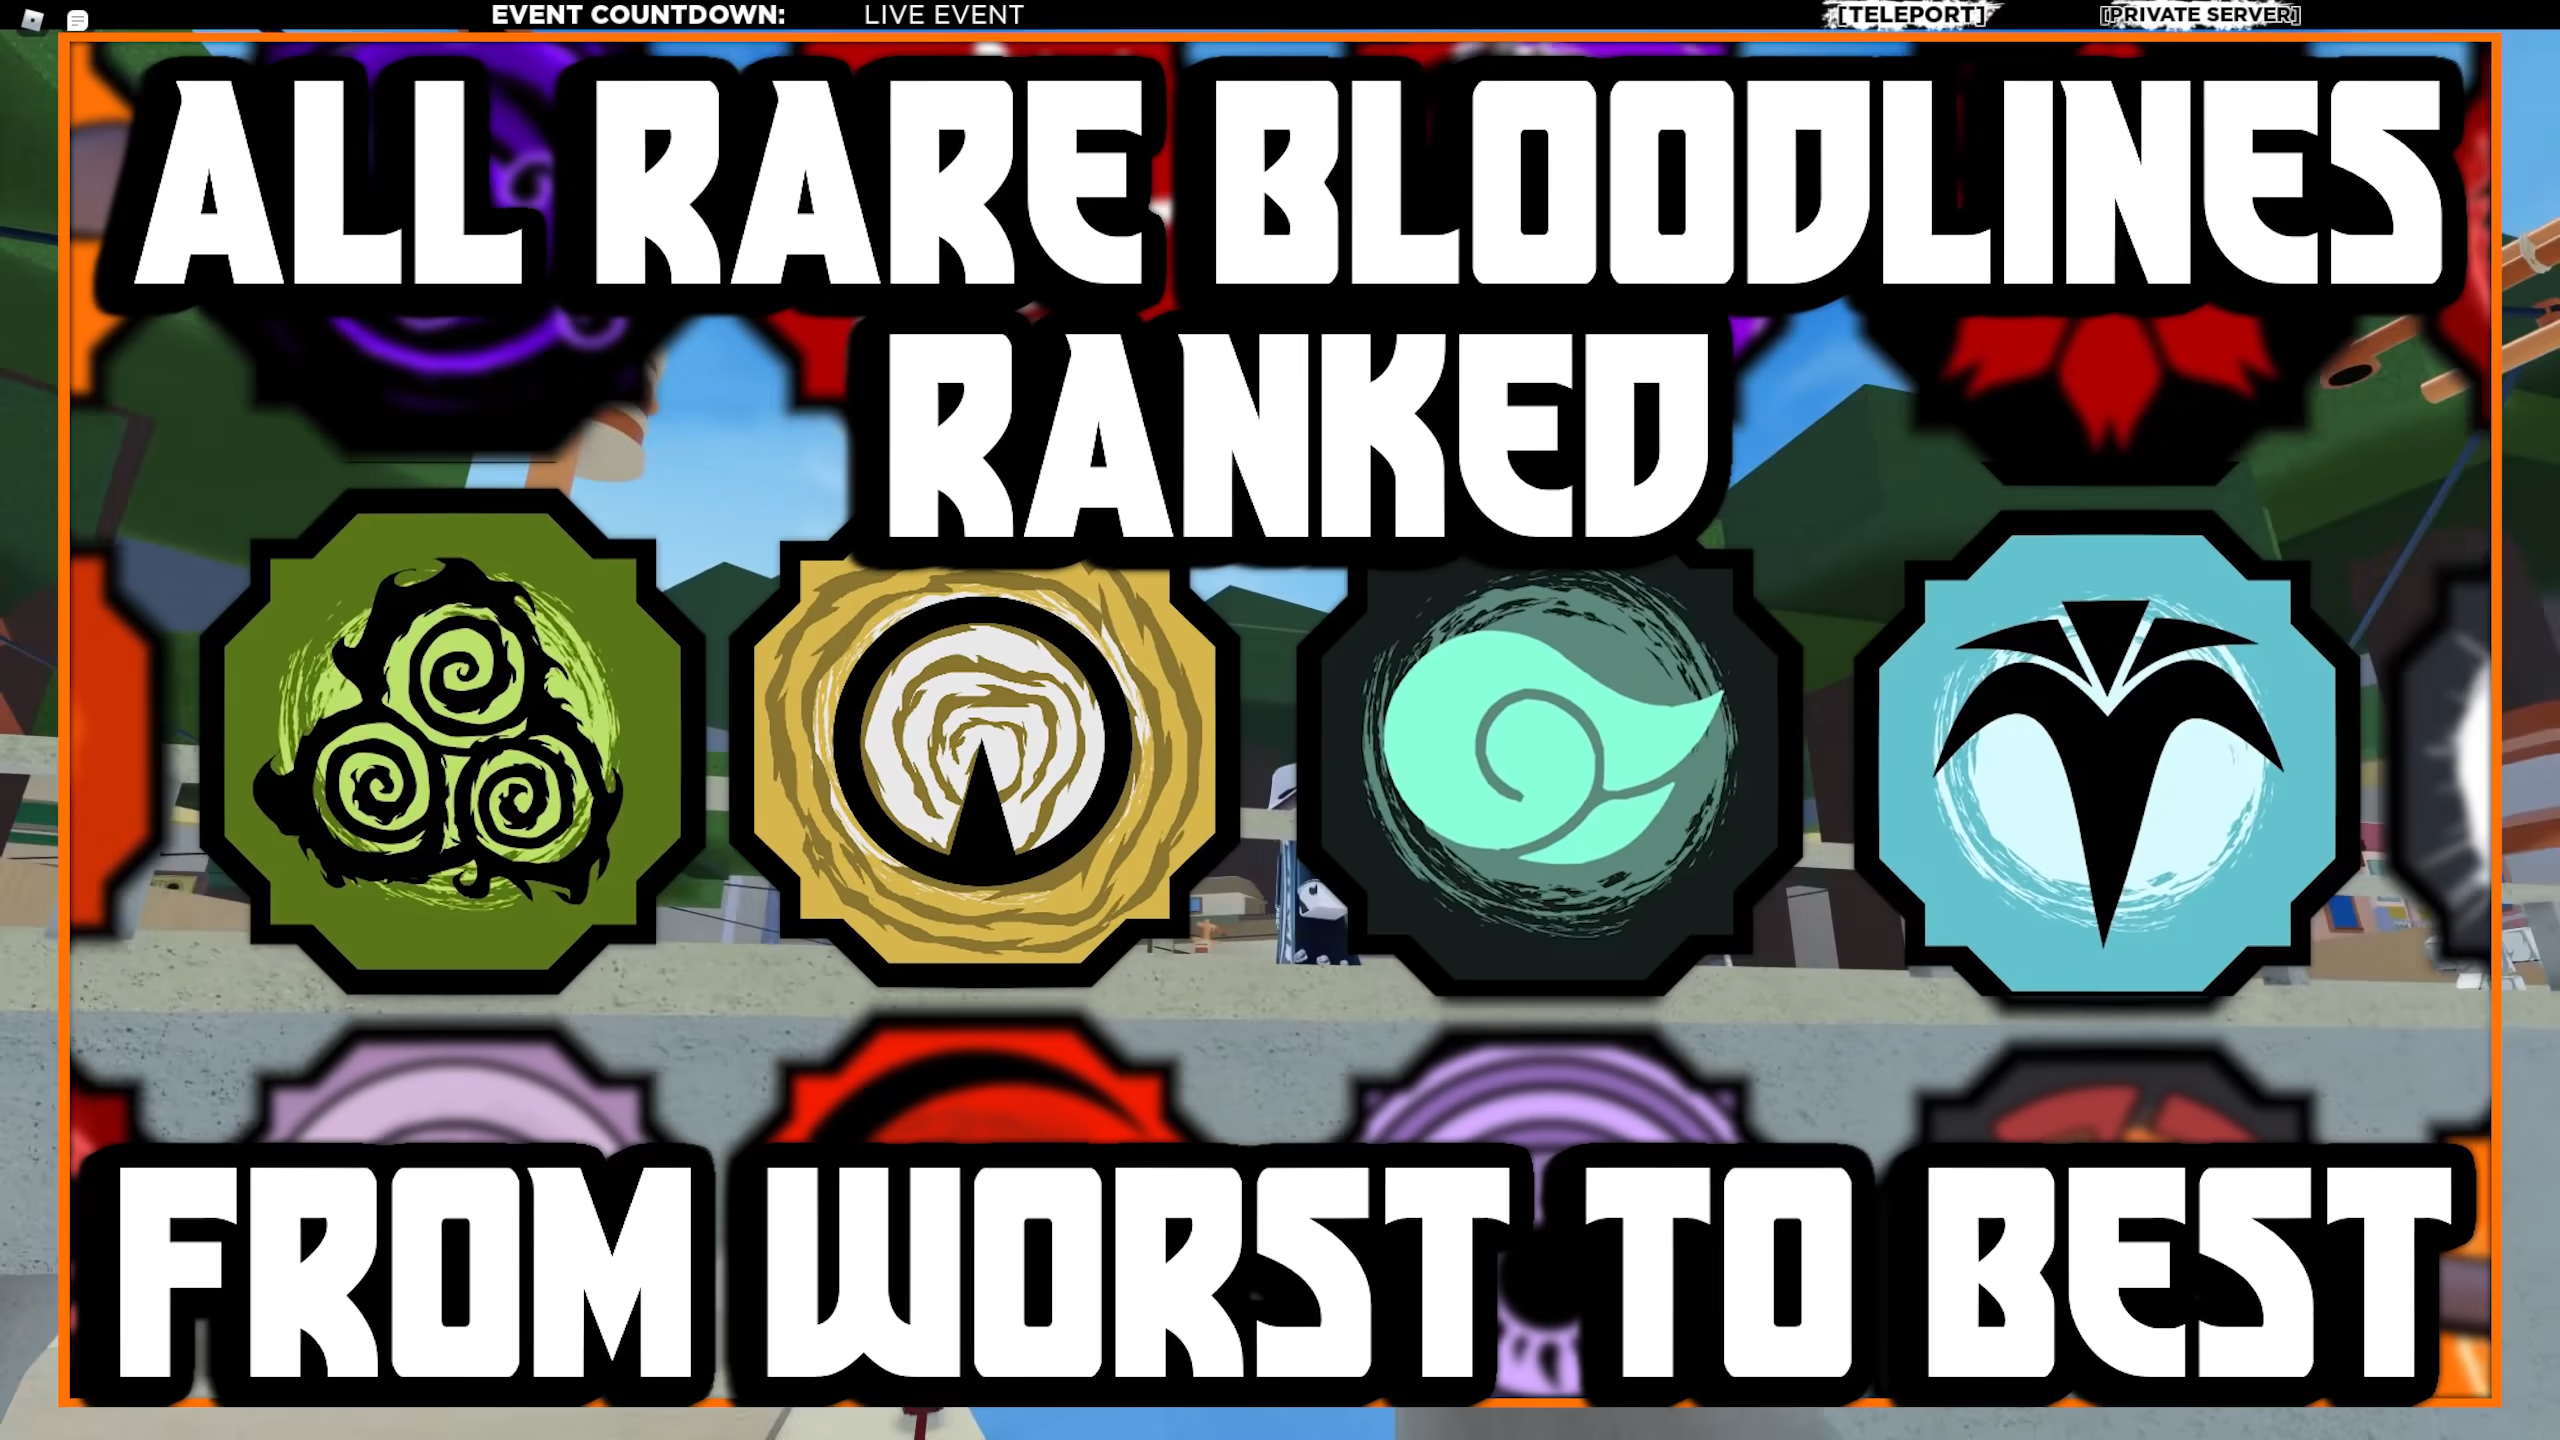 EVENT COUNTDOWN: LIVE EVENT [TELEPORT] [PRIVATE SERVER]
ALL RARE BLOODLINES
RANKED
FROM WORST TO BEST